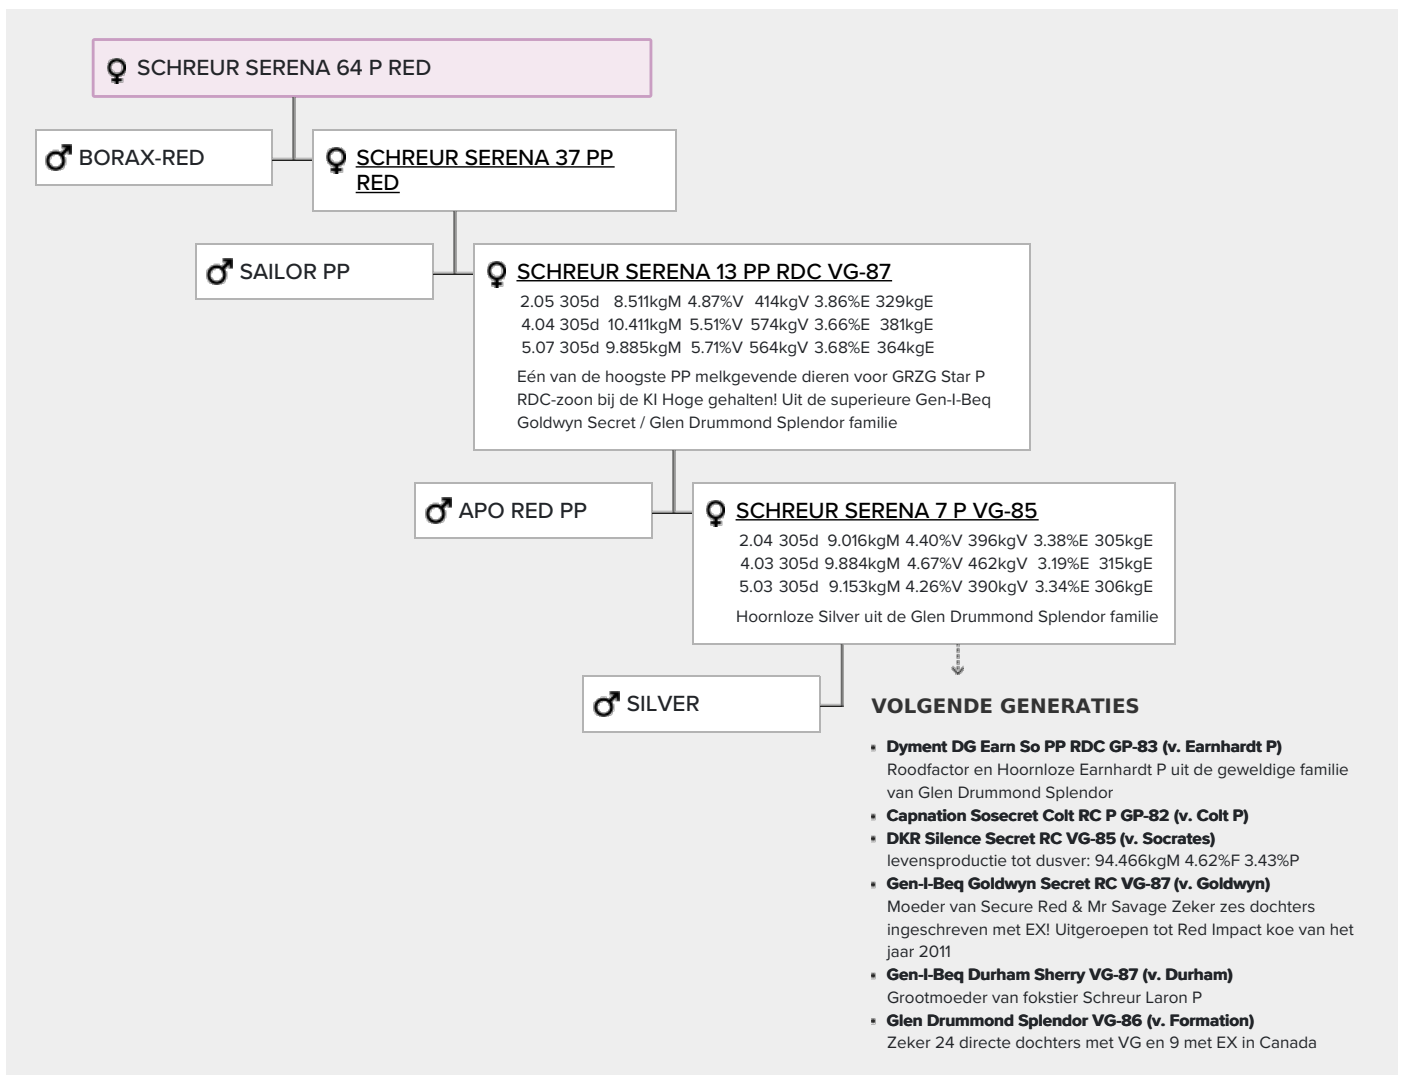 SCHREUR SERENA 64 P RED
BORAX-RED
SCHREUR SERENA 37 PP
RED
SAILOR PP
SCHREUR SERENA 13 PP RDC VG-87
2.05 305d 8.511kgM 4.87%V 414kgV 3.86%E 329kgE
4.04 305d 10.411kgM 5.51%V 574kgV 3.66%E 381kgE
5.07 305d 9.885kgM 5.71%V 564kgV 3.68%E 364kgE
Eén van de hoogste PP melkgevende dieren voor GRZG Star P
RDC-zoon bij de KI Hoge gehalten! Uit de superieure Gen-I-Beq
Goldwyn Secret / Glen Drummond Splendor familie
APO RED PP
SCHREUR SERENA 7 P VG-85
2.04 305d 9.016kgM 4.40%V 396kgV 3.38%E 305kgE
4.03 305d 9.884kgM 4.67%V 462kgV 3.19%E 315kgE
5.03 305d 9.153kgM 4.26%V 390kgV 3.34%E 306kgE
Hoornloze Silver uit de Glen Drummond Splendor familie
SILVER
VOLGENDE GENERATIES
Dyment DG Earn So PP RDC GP-83 (v. Earnhardt P)
Roodfactor en Hoornloze Earnhardt P uit de geweldige familie
van Glen Drummond Splendor
Capnation Sosecret Colt RC P GP-82 (v. Colt P)
DKR Silence Secret RC VG-85 (v. Socrates)
levensproductie tot dusver: 94.466kgM 4.62%F 3.43%P
Gen-I-Beq Goldwyn Secret RC VG-87 (v. Goldwyn)
Moeder van Secure Red & Mr Savage Zeker zes dochters
ingeschreven met EX! Uitgeroepen tot Red Impact koe van het
jaar 2011
Gen-I-Beq Durham Sherry VG-87 (v. Durham)
Grootmoeder van fokstier Schreur Laron P
Glen Drummond Splendor VG-86 (v. Formation)
Zeker 24 directe dochters met VG en 9 met EX in Canada